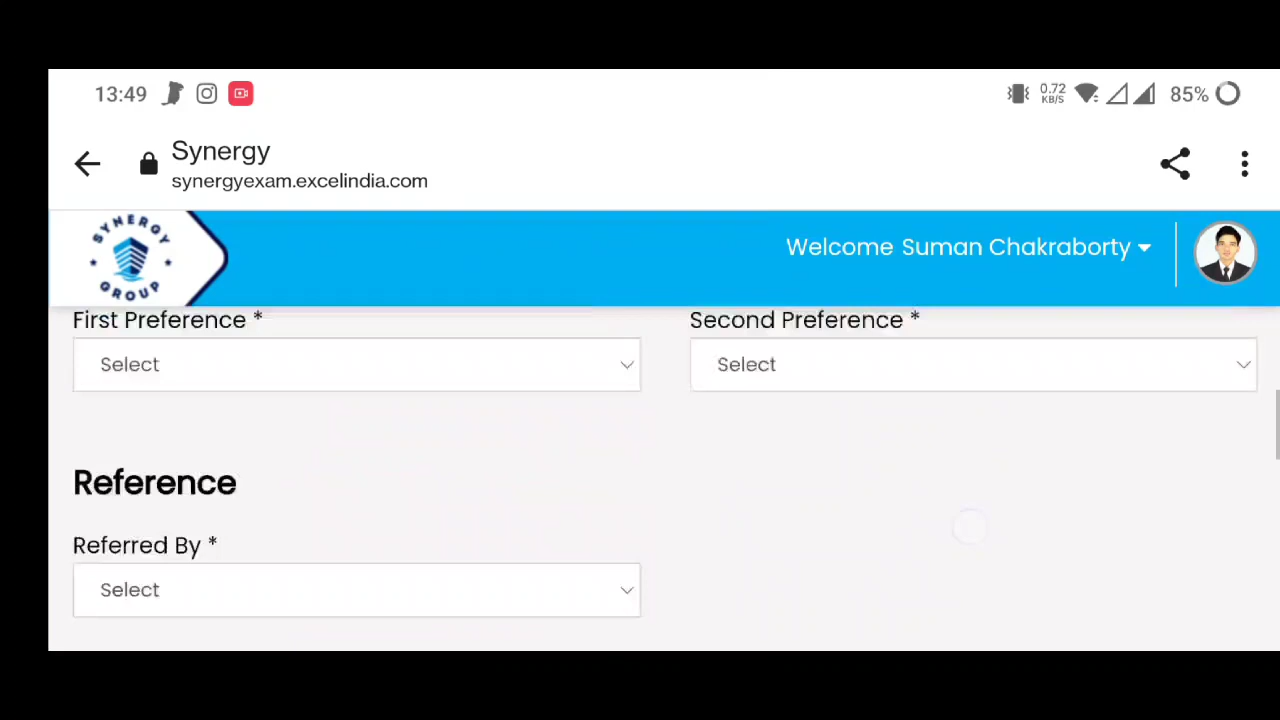 13:49 0.72 KB/S 85%
Synergy
synergyexam.excelindia.com
SYNERGY GROUP
Welcome Suman Chakraborty
First Preference * Second Preference *
Select Select
Reference
Referred By *
Select